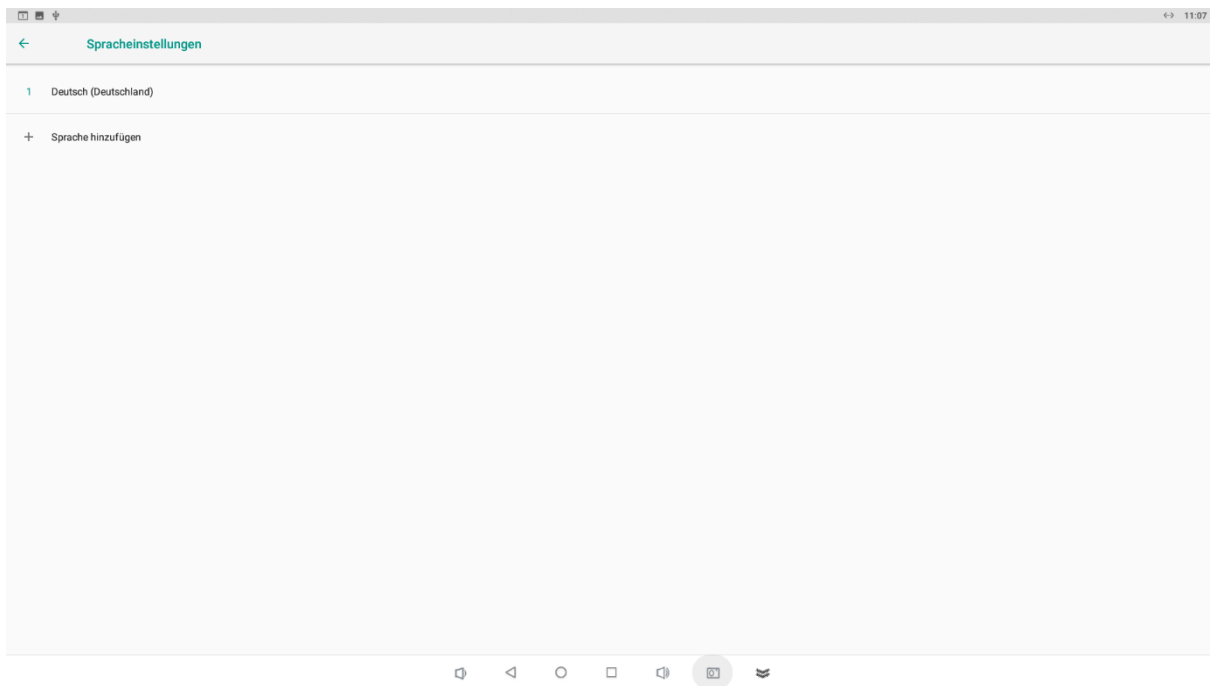 11:07
Spracheinstellungen
1 Deutsch (Deutschland)
+ Sprache hinzufügen